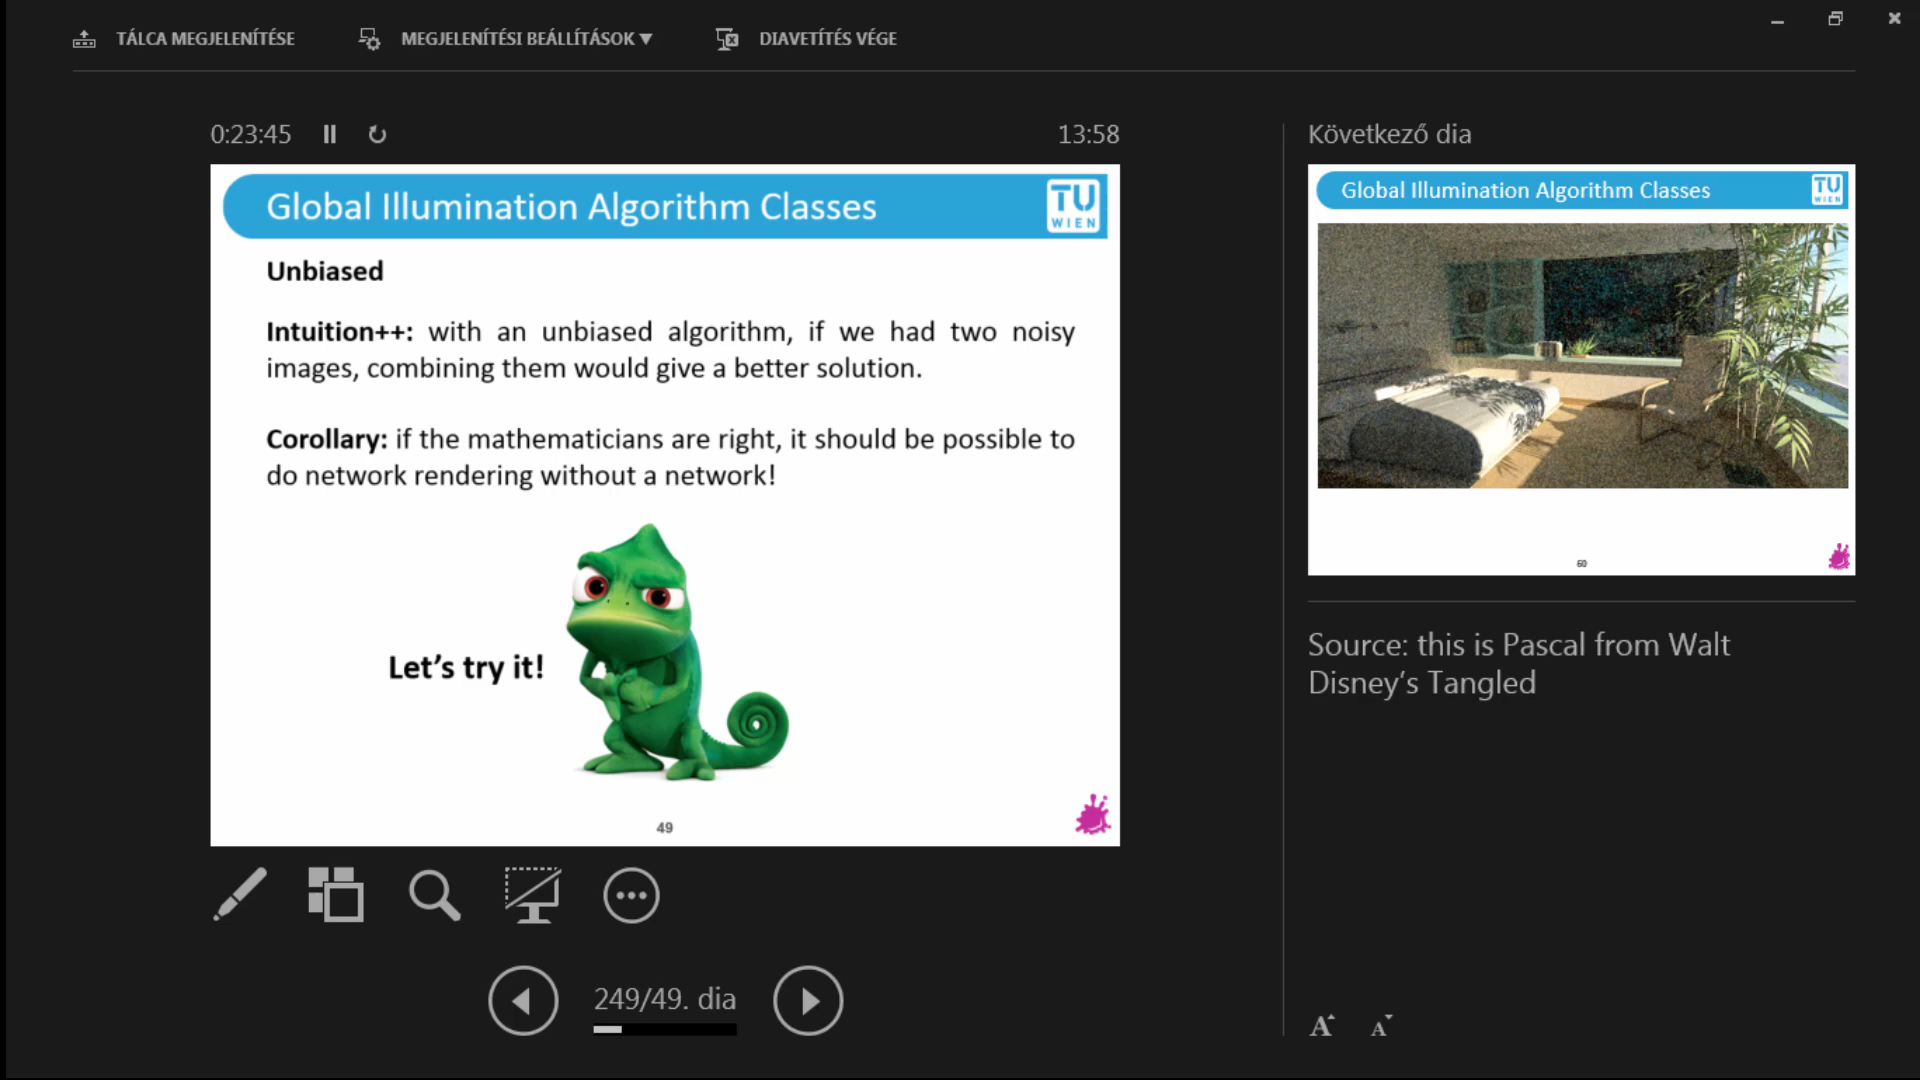 TÁLCA MEGJELENÍTÉSE
MEGJELENÍTÉSI BEÁLLÍTÁSOK
DIAVETÍTÉS VÉGE
0:23:45
13:58
Global Illumination Algorithm Classes
TU
WIEN
Unbiased
Intuition++: with an unbiased algorithm, if we had two noisy
images, combining them would give a better solution.
Corollary: if the mathematicians are right, it should be possible to
do network rendering without a network!
Let's try it!
49
249/49. dia
Következő dia
Global Illumination Algorithm Classes
TU
WIEN
60
Source: this is Pascal from Walt
Disney's Tangled
A A